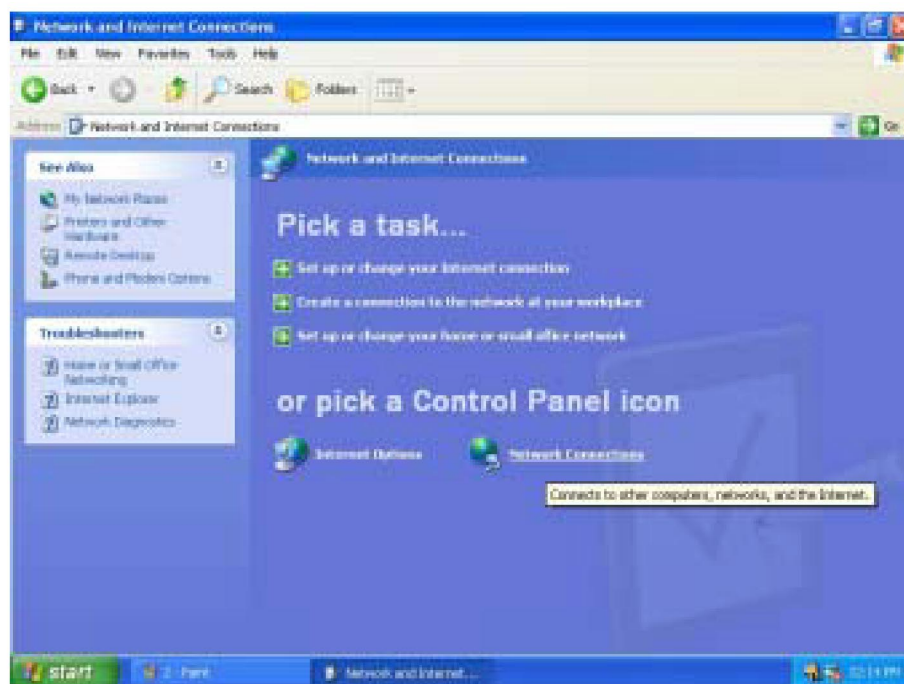 Network and Internet Connections
File Edit View Favorites Tools Help
Back Search Folders
Address Network and Internet Connections Go
See Also
My Network Places
Printers and Other
Hardware
Remote Desktop
Phone and Modem Options
Troubleshooters
Home or Small Office
Networking
Internet Explorer
Network Diagnostics
Network and Internet Connections
Pick a task...
Set up or change your Internet connection
Create a connection to the network at your workplace
Set up or change your home or small office network
or pick a Control Panel icon
Internet Options Network Connections
Connects to other computers, networks, and the Internet.
start 2 - Paint Network and Internet... 02:14 PM